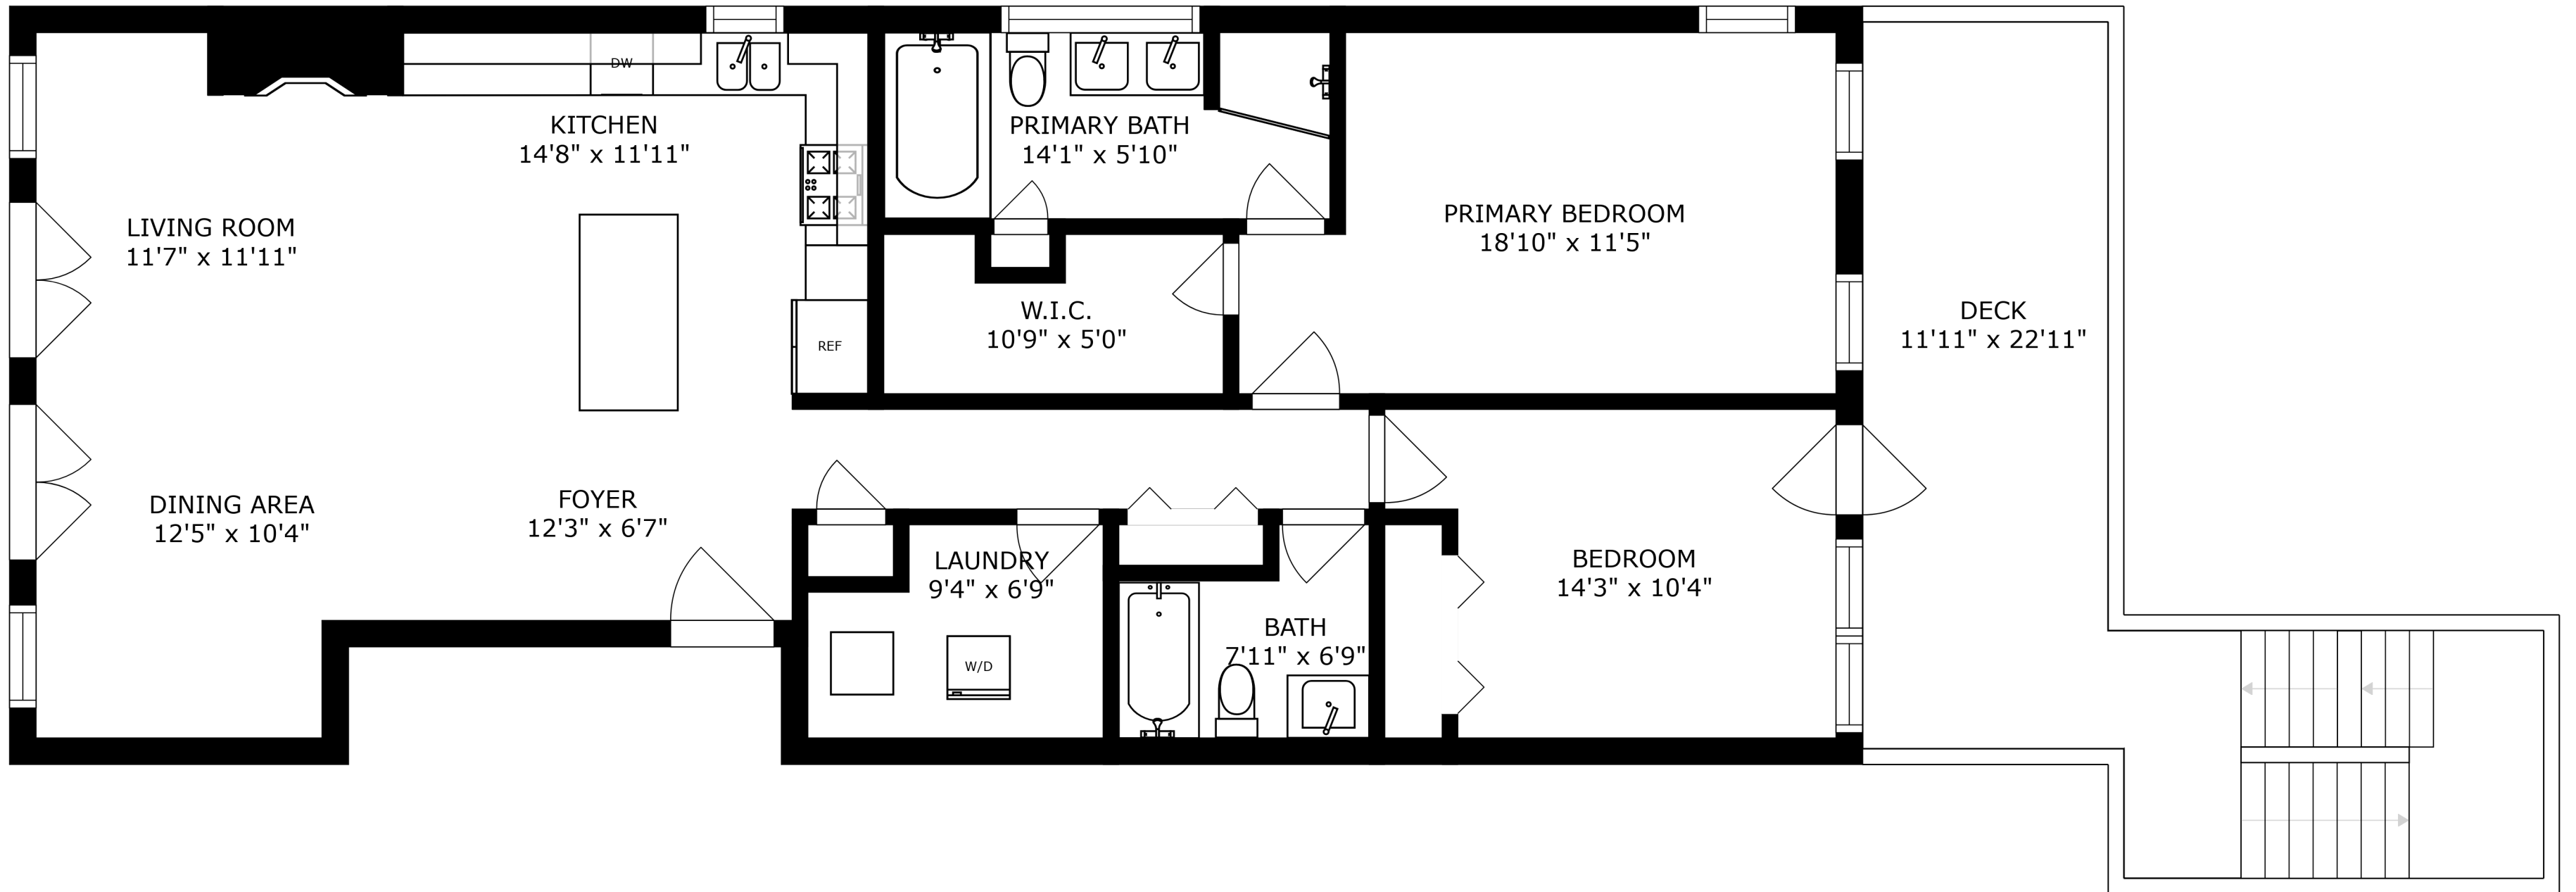 DW
KITCHEN
14'8" x 11'11"
PRIMARY BATH
14'1" x 5'10"
LIVING ROOM
11'7" x 11'11"
PRIMARY BEDROOM
18'10" x 11'5"
W.I.C.
10'9" x 5'0"
REF
DECK
11'11" x 22'11"
DINING AREA
12'5" x 10'4"
FOYER
12'3" x 6'7"
LAUNDRY
9'4" x 6'9"
BEDROOM
14'3" x 10'4"
BATH
7'11" x 6'9"
W/D